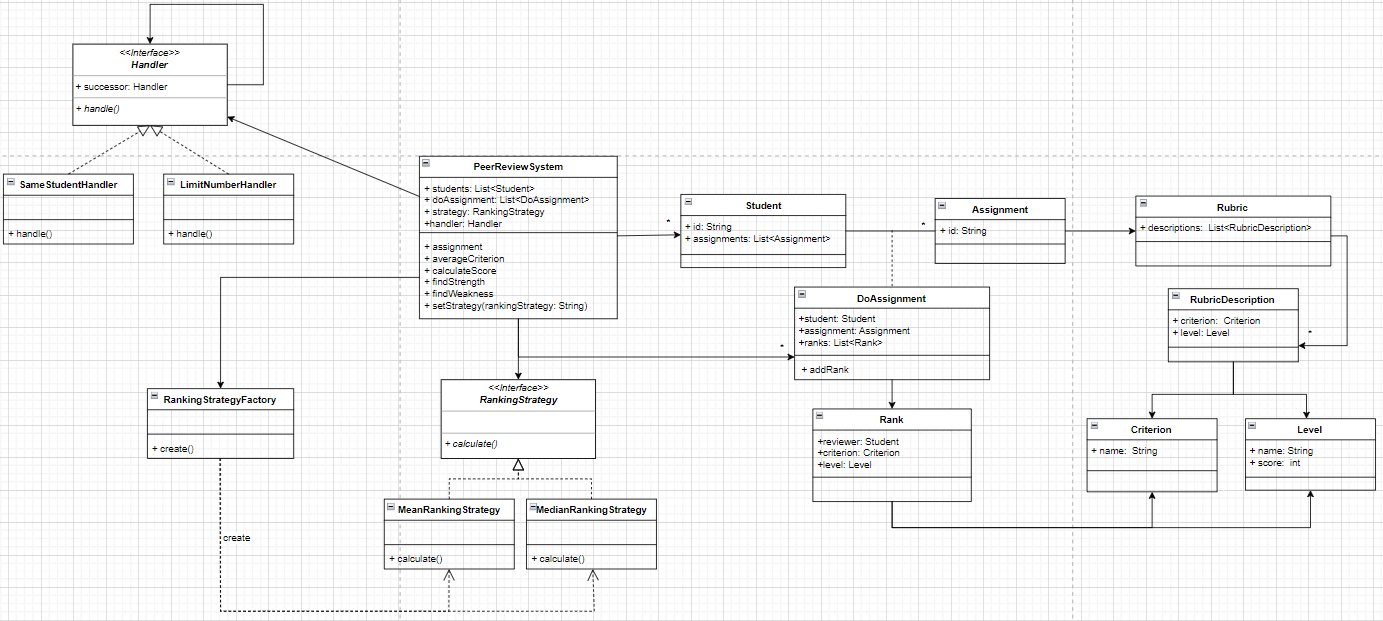 <<Interface>>
Handler
+ successor: Handler
+ handle()
SameStudentHandler
+ handle()
LimitNumberHandler
+ handle()
PeerReviewSystem
+ students: List<Student>
+ doAssignment: List<DoAssignment>
+ strategy: RankingStrategy
+handler: Handler
+ assignment
+ averageCriterion
+ calculateScore
+ findStrength
+ findWeakness
+ setStrategy(rankingStrategy: String)
*
Student
+ id: String
+ assignments: List<Assignment>
*
Assignment
+ id: String
Rubric
+ descriptions: List<RubricDescription>
RubricDescription
+ criterion: Criterion
+ level: Level
*
DoAssignment
+student: Student
+assignment: Assignment
+ranks: List<Rank>
+ addRank
*
RankingStrategyFactory
+ create()
<<Interface>>
RankingStrategy
+ calculate()
Rank
+reviewer: Student
+criterion: Criterion
+level: Level
Criterion
+ name: String
Level
+ name: String
+ score: int
MeanRankingStrategy
+ calculate()
MedianRankingStrategy
+ calculate()
create